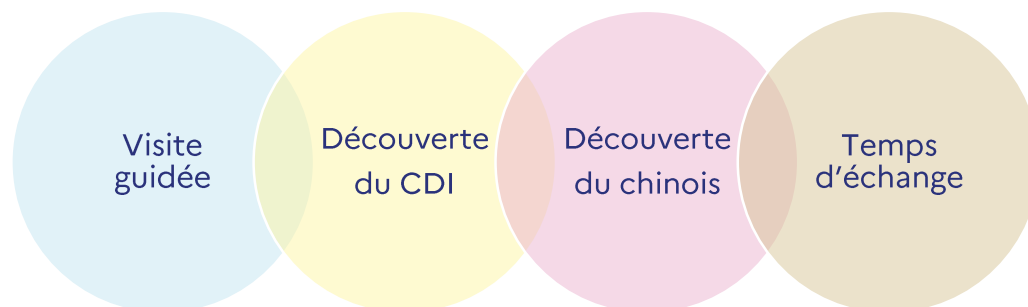 Visite
guidée
Découverte
du CDI
Découverte
du chinois
Temps
d'échange